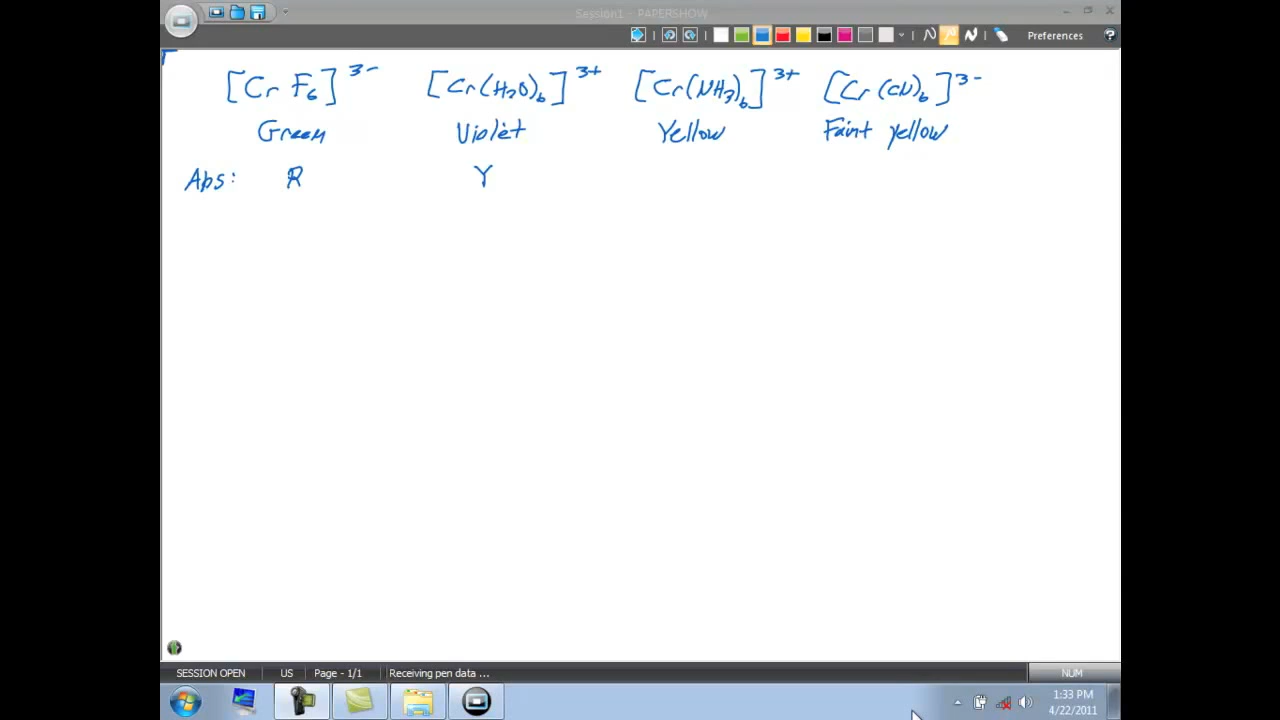 Session1 - PAPERSHOW
Preferences
[Cr F₆]³⁻ [Cr(H₂O)₆]³⁺ [Cr(NH₃)₆]³⁺ [Cr(CN)₆]³⁻
Green Violet Yellow Faint yellow
Abs: R Y
SESSION OPEN US Page - 1/1 Receiving pen data ... NUM
1:33 PM
4/22/2011